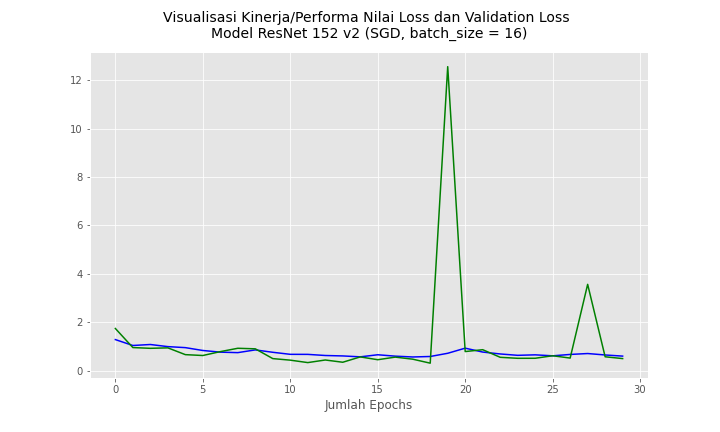 Visualisasi Kinerja/Performa Nilai Loss dan Validation Loss
Model ResNet 152 v2 (SGD, batch_size = 16)
12
10
8
6
4
2
0
0 5 10 15 20 25 30
Jumlah Epochs